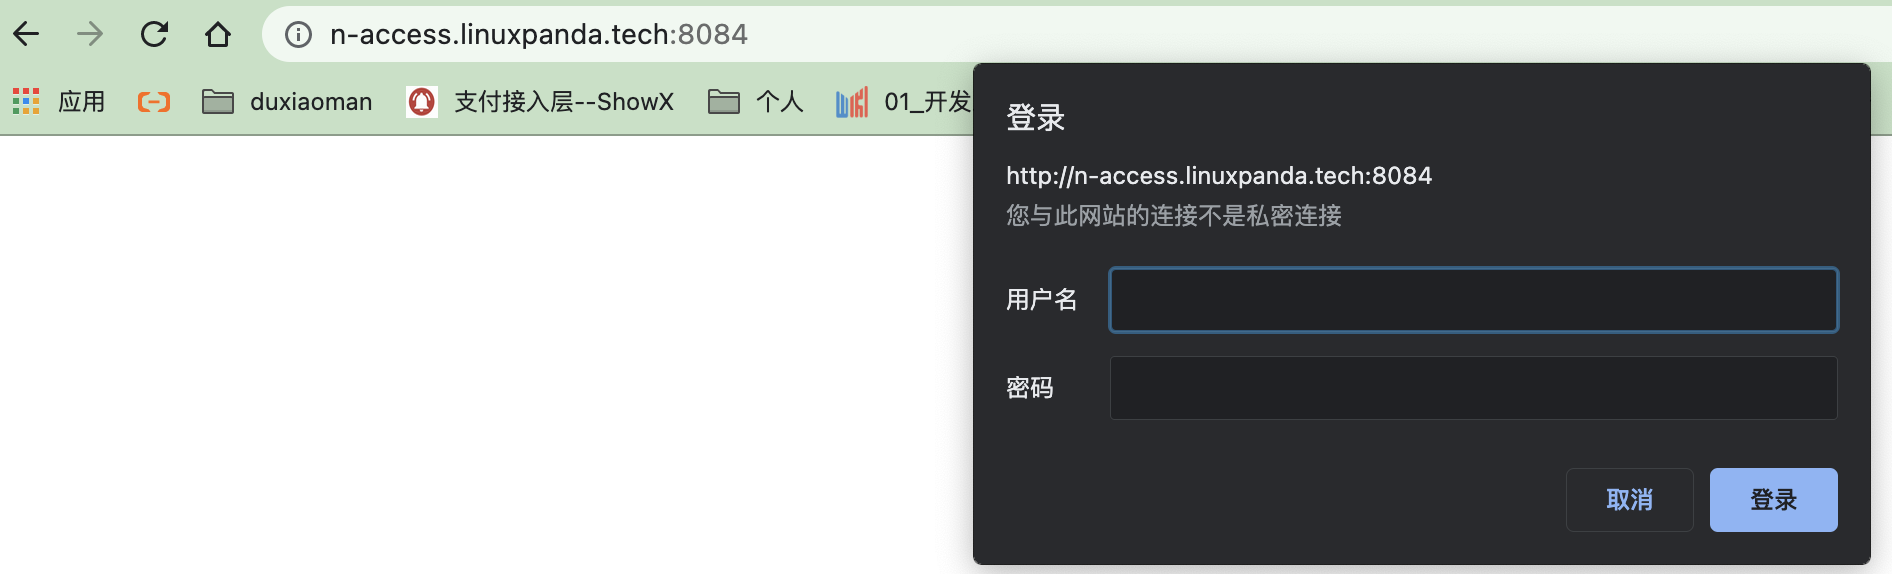 n-access.linuxpanda.tech:8084
应用 duxiaoman 支付接入层--ShowX 个人 01_开发
登录
http://n-access.linuxpanda.tech:8084
您与此网站的连接不是私密连接
用户名
密码
取消 登录